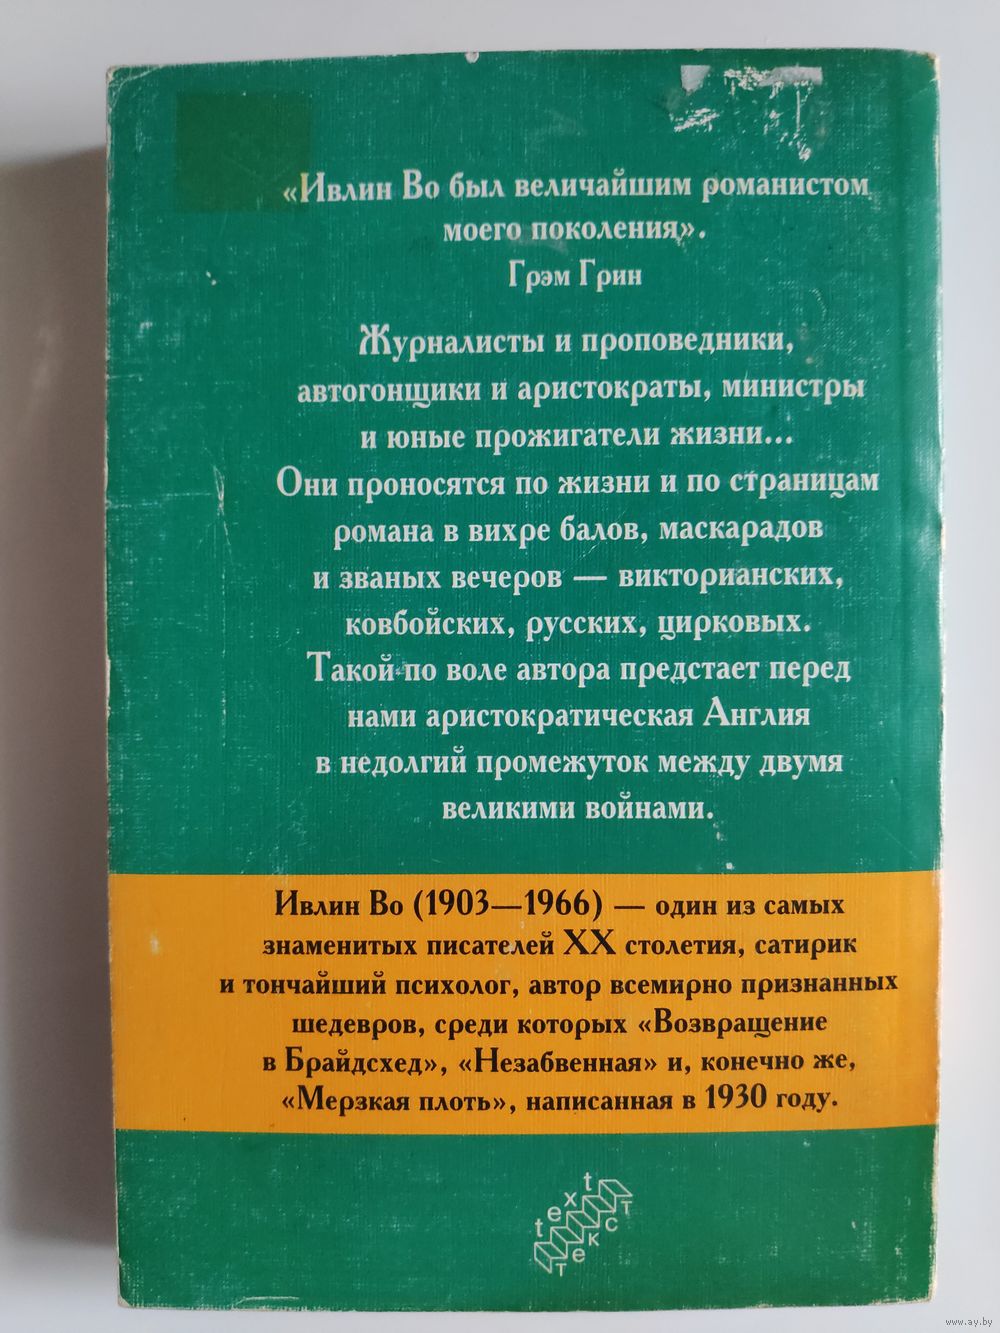 «Ивлин Во был величайшим романистом
моего поколения».
Грэм Грин
Журналисты и проповедники,
автогонщики и аристократы, министры
и юные прожигатели жизни...
Они проносятся по жизни и по страницам
романа в вихре балов, маскарадов
и званых вечеров — викторианских,
ковбойских, русских, цирковых.
Такой по воле автора предстает перед
нами аристократическая Англия
в недолгий промежуток между двумя
великими войнами.
Ивлин Во (1903—1966) — один из самых
знаменитых писателей XX столетия, сатирик
и тончайший психолог, автор всемирно признанных
шедевров, среди которых «Возвращение
в Брайдсхед», «Незабвенная» и, конечно же,
«Мерзкая плоть», написанная в 1930 году.
text
текст
www.ay.by